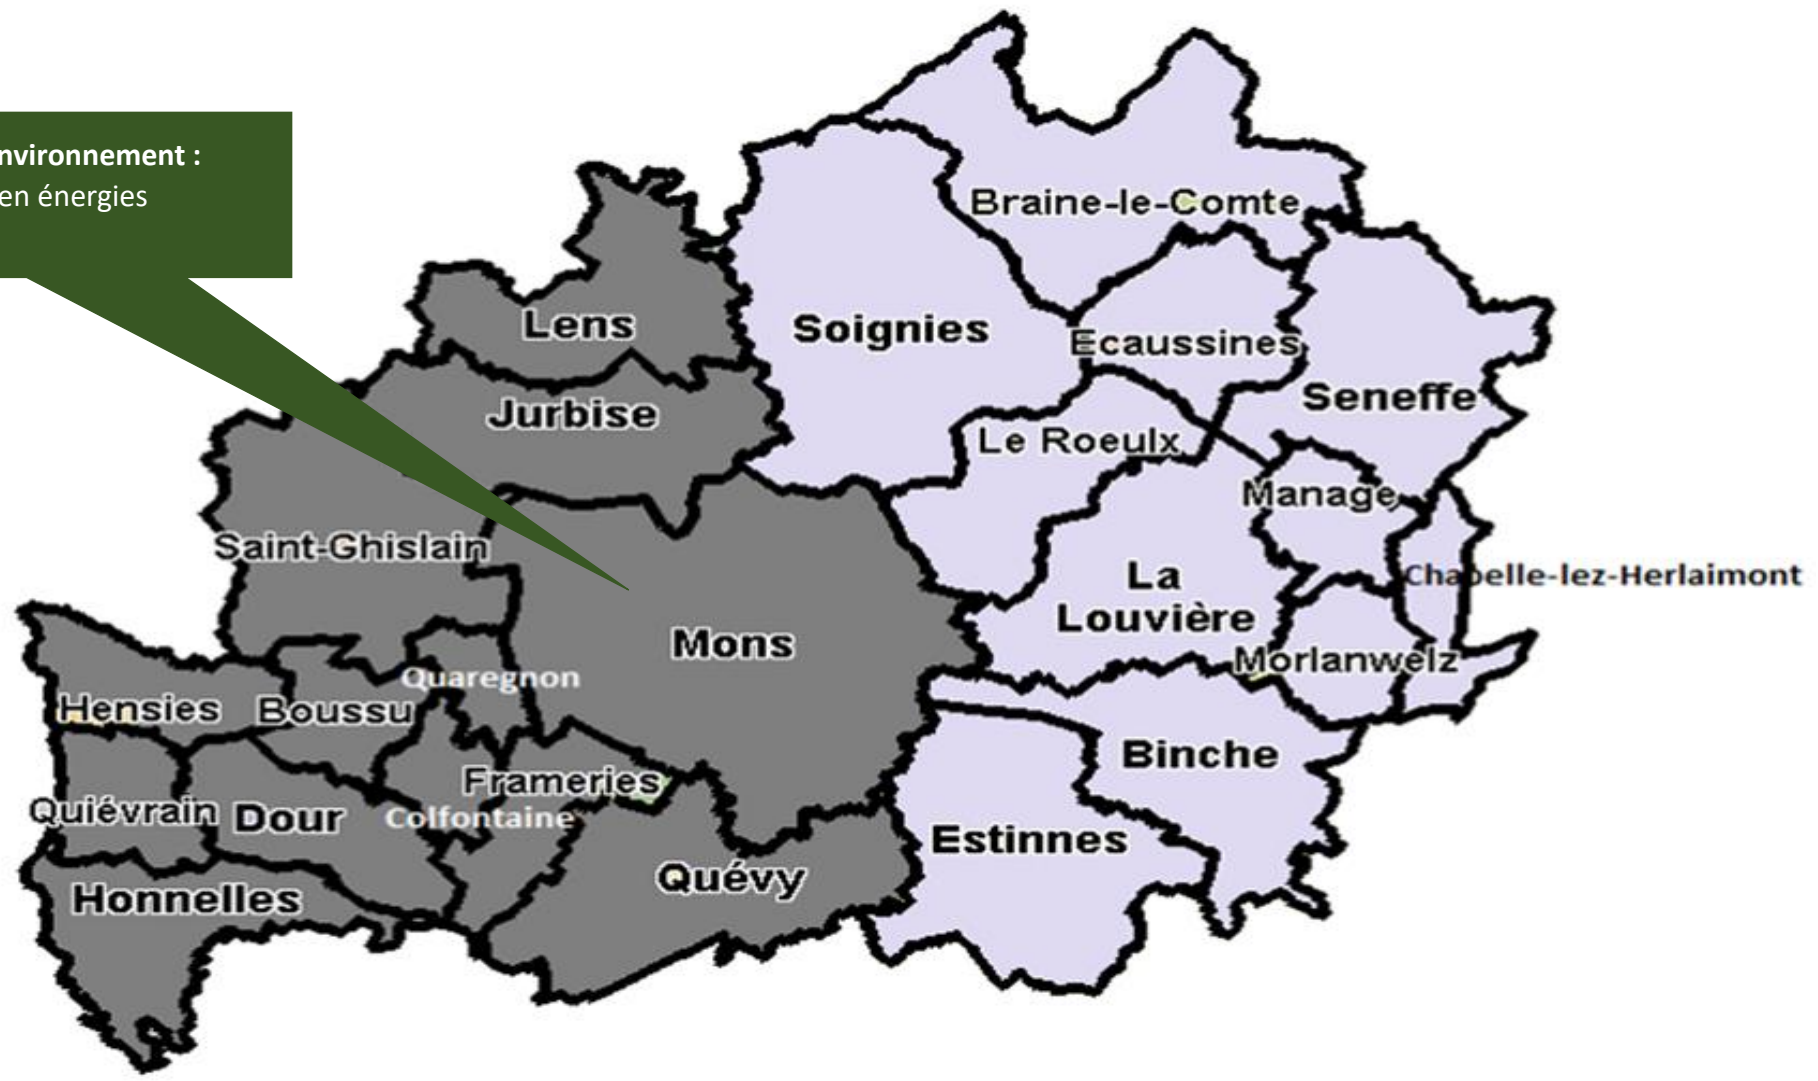 nvironnement :
en énergies
Braine-le-Comte
Lens
Soignies
Ecaussines
Seneffe
Jurbise
Le Roeulx
Manage
Saint-Ghislain
La
Louvière
Chapelle-lez-Herlaimont
Mons
Morlanwelz
Quaregnon
Hensies
Boussu
Binche
Frameries
Quiévrain
Dour
Colfontaine
Estinnes
Quévy
Honnelles